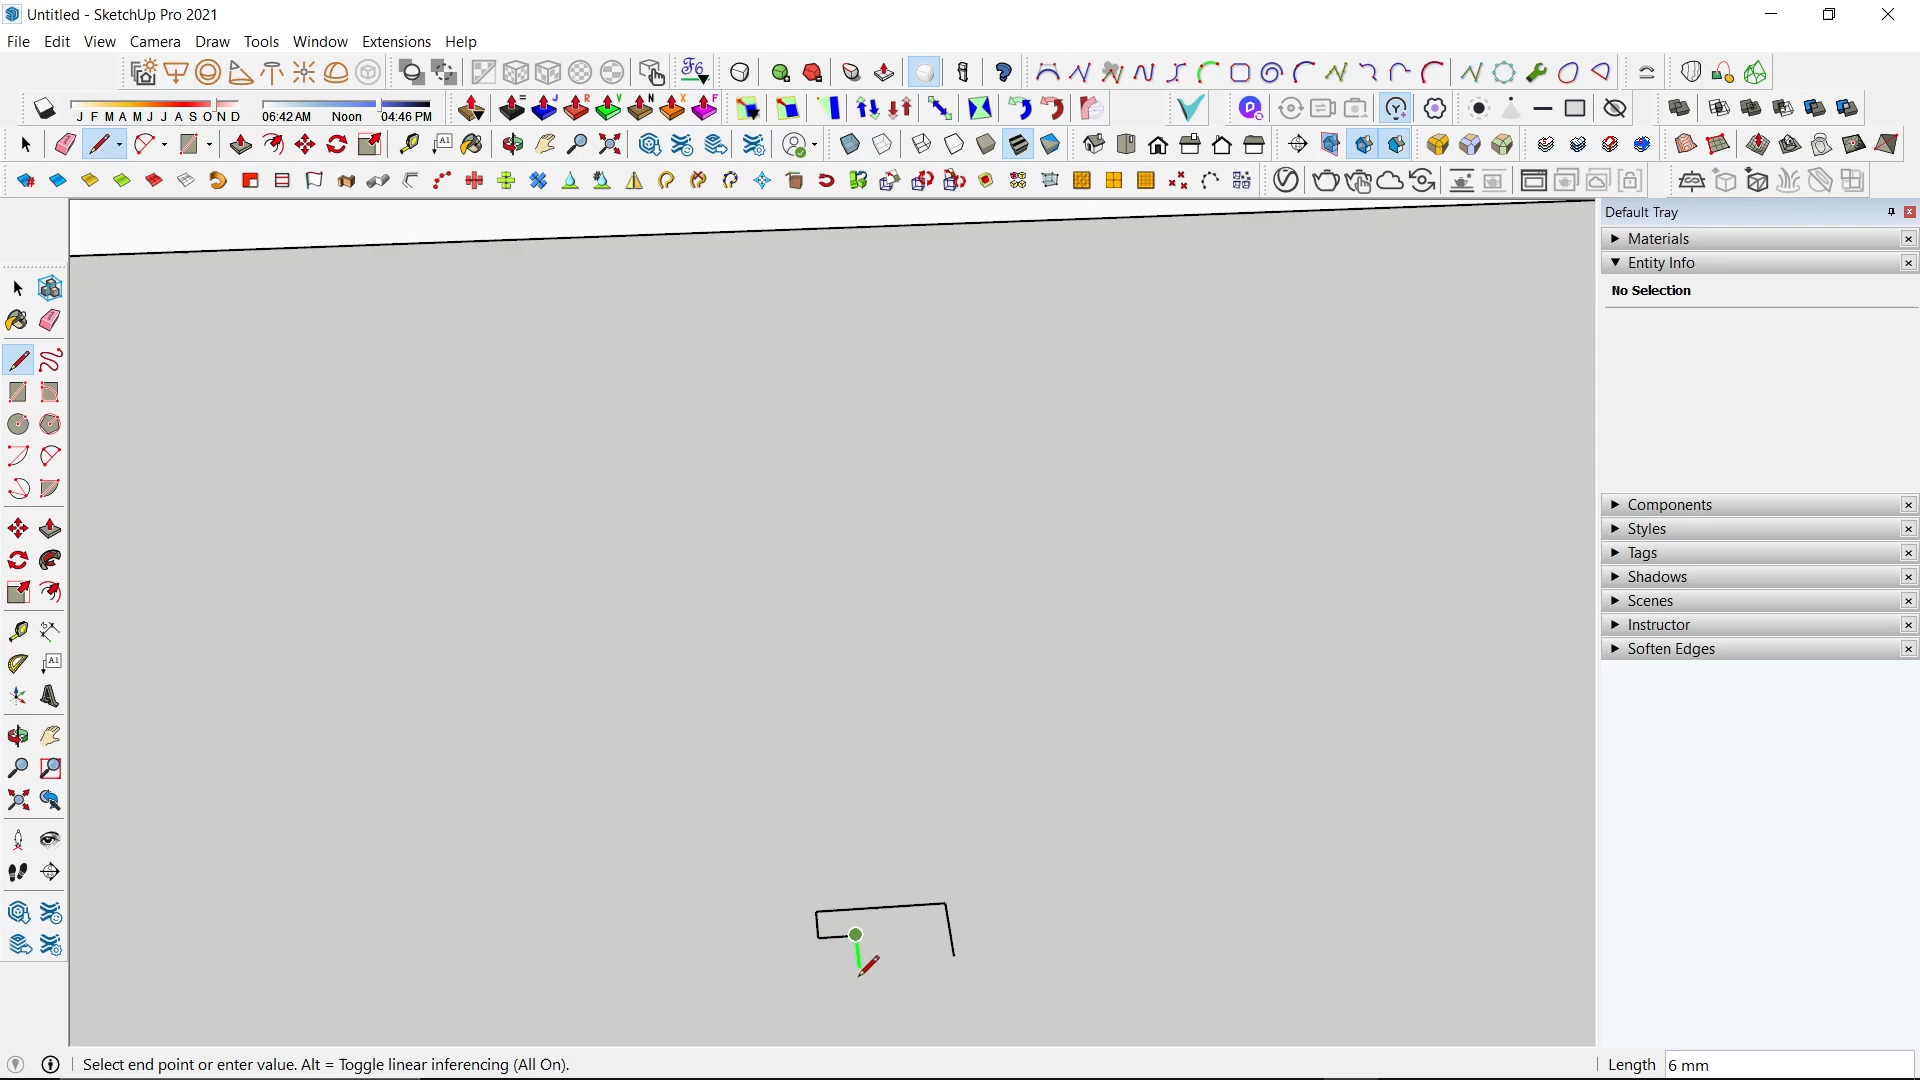 Untitled - SketchUp Pro 2021
File Edit View Camera Draw Tools Window Extensions Help
J F M A M J J A S O N D 06:42 AM Noon 04:46 PM
Default Tray
Materials
Entity Info
No Selection
Components
Styles
Tags
Shadows
Scenes
Instructor
Soften Edges
Select end point or enter value. Alt = Toggle linear inferencing (All On).
Length 6 mm